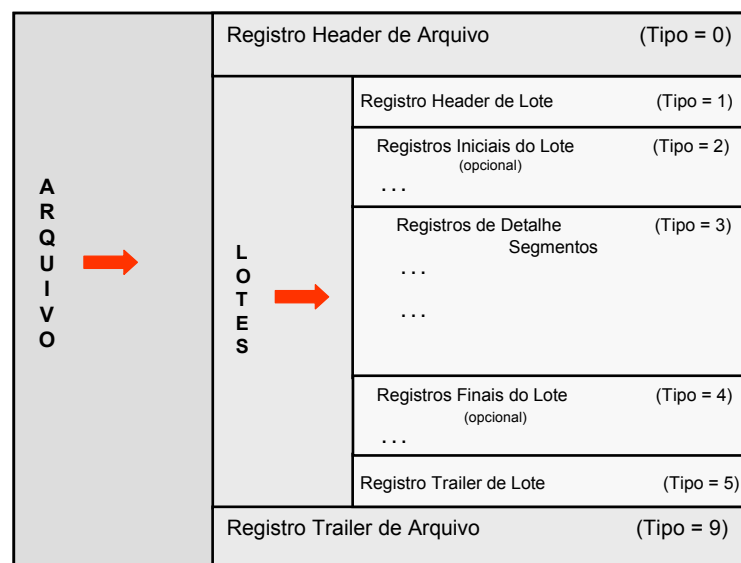 Registro Header de Arquivo (Tipo = 0)
ARQUIVO
LOTES
Registro Header de Lote (Tipo = 1)
Registros Iniciais do Lote (Tipo = 2)
(opcional)
...
Registros de Detalhe (Tipo = 3)
Segmentos
...
...
Registros Finais do Lote (Tipo = 4)
(opcional)
...
Registro Trailer de Lote (Tipo = 5)
Registro Trailer de Arquivo (Tipo = 9)